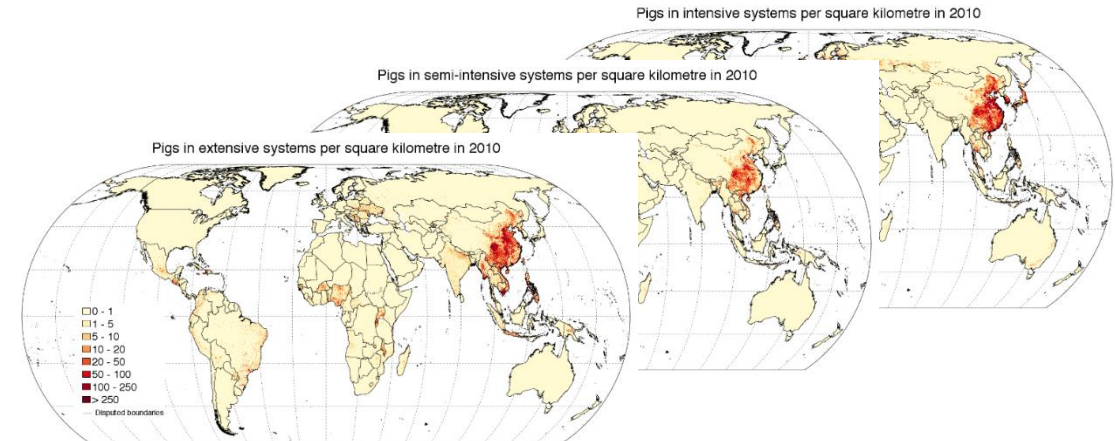 Pigs in intensive systems per square kilometre in 2010
Pigs in semi-intensive systems per square kilometre in 2010
Pigs in extensive systems per square kilometre in 2010
0 - 1
1 - 5
5 - 10
10 - 20
20 - 50
50 - 100
100 - 250
> 250
Disputed boundaries